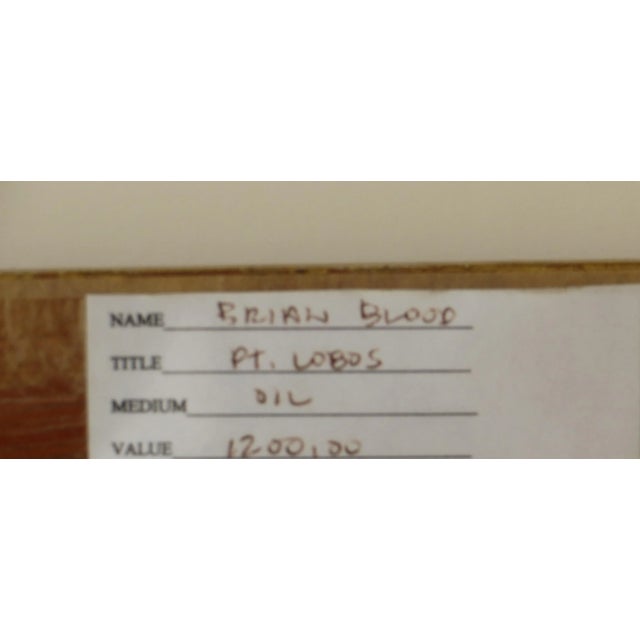 NAME BRIAN BLOOD
TITLE PT. LOBOS
MEDIUM OIL
VALUE 1200.00